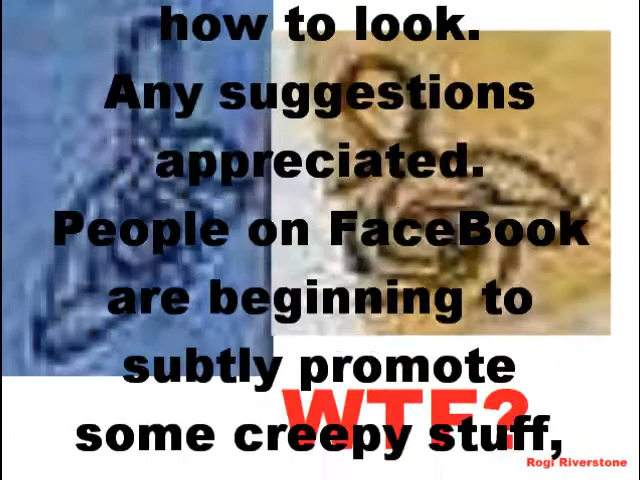 how to look.
Any suggestions
appreciated.
People on FaceBook
are beginning to
subtly promote
WTF?
some creepy stuff,
Rogi Riverstone